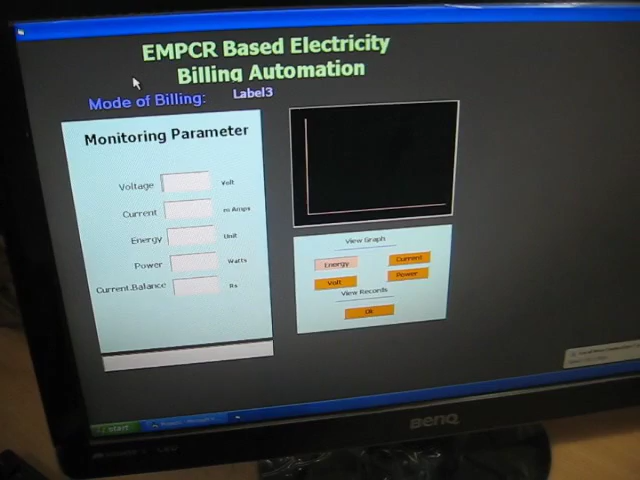 EMPCR Based Electricity
Billing Automation
Mode of Billing: Label3
Monitoring Parameter
Voltage Volt
Current m Amps
Energy Unit
Power Watts
Current.Balance Rs
View Graph
Energy Current
Volt Power
View Records
Ok
start
BenQ